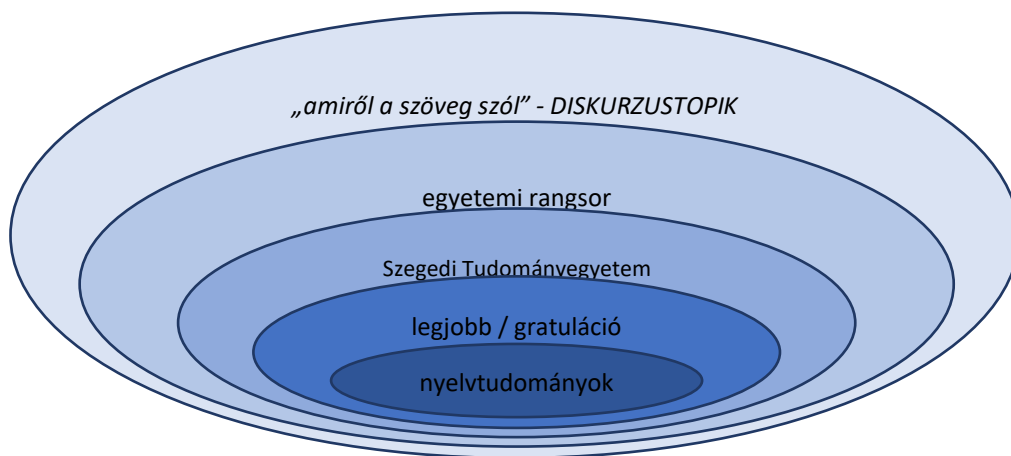 „amiről a szöveg szól” - DISKURZUSTOPIK
egyetemi rangsor
Szegedi Tudományegyetem
legjobb / gratuláció
nyelvtudományok